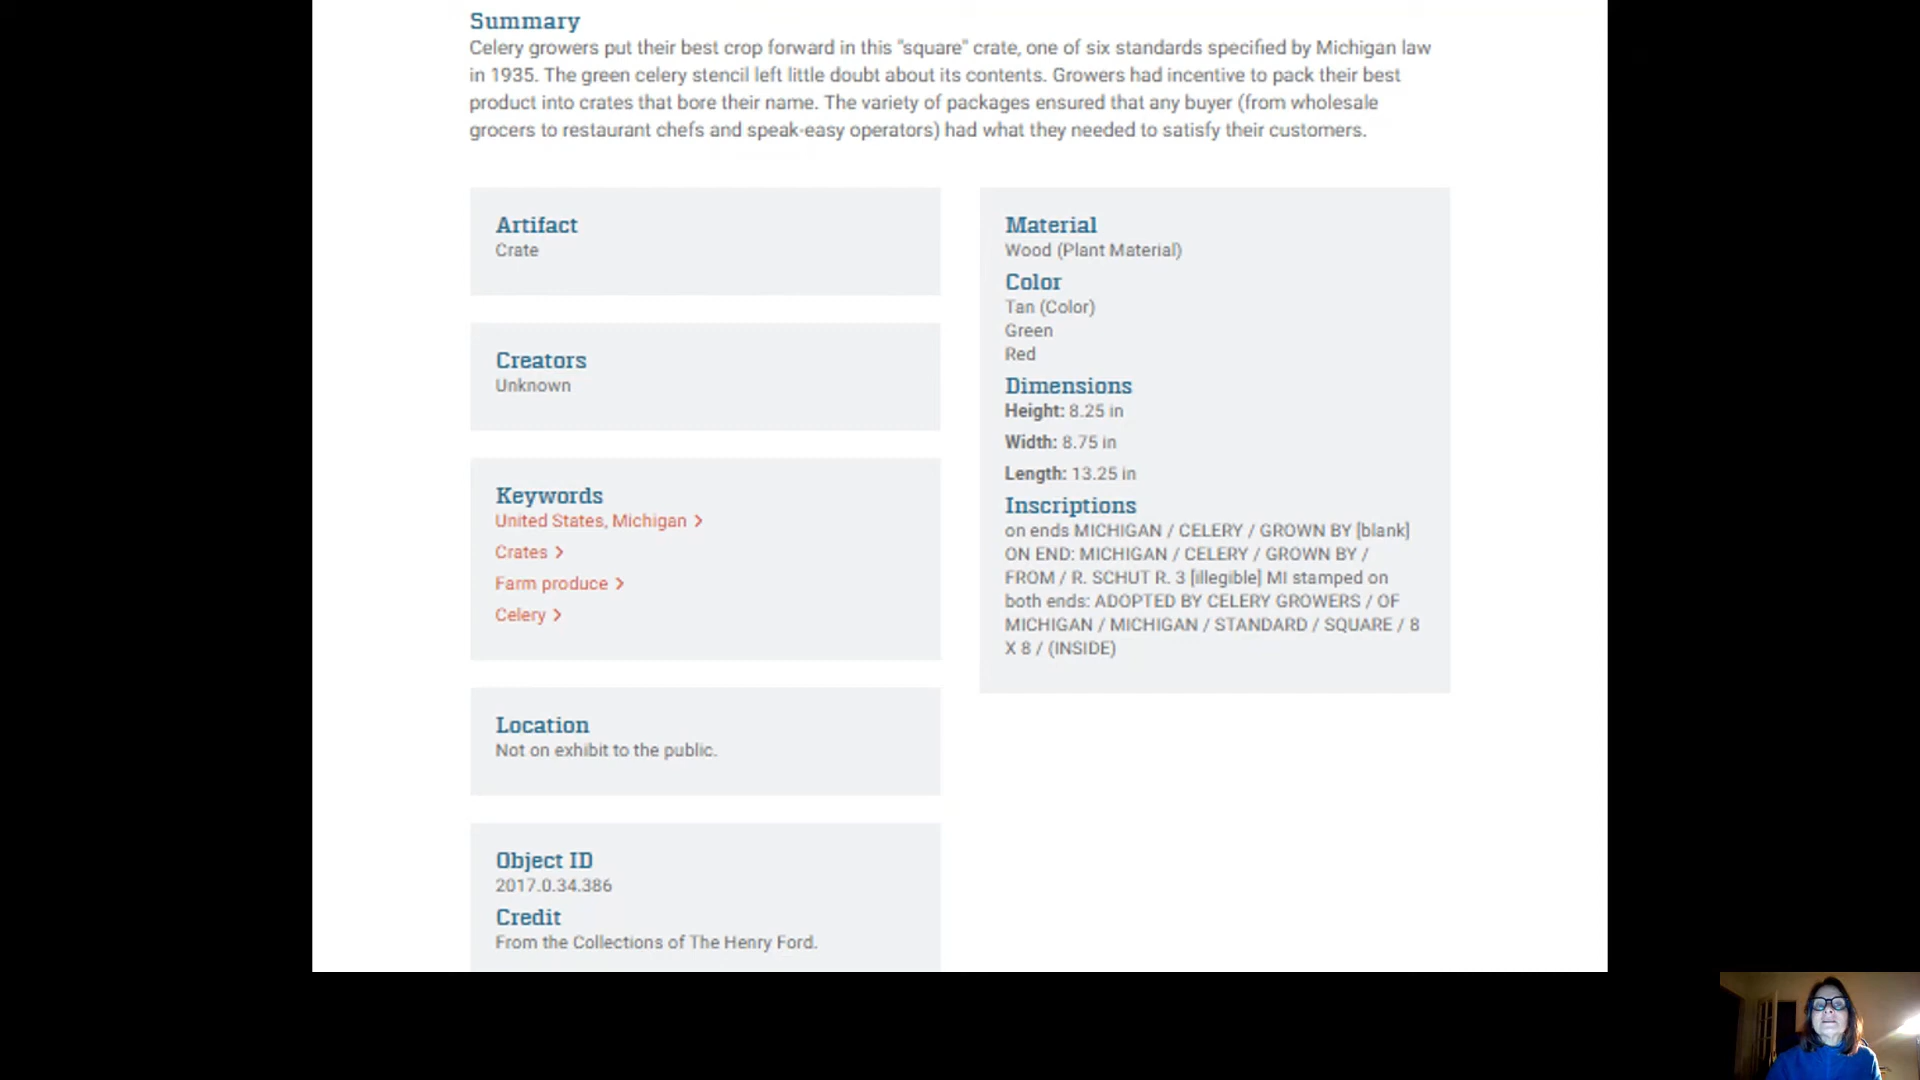 Summary
Celery growers put their best crop forward in this "square" crate, one of six standards specified by Michigan law
in 1935. The green celery stencil left little doubt about its contents. Growers had incentive to pack their best
product into crates that bore their name. The variety of packages ensured that any buyer (from wholesale
grocers to restaurant chefs and speak-easy operators) had what they needed to satisfy their customers.
Artifact
Crate
Creators
Unknown
Keywords
United States, Michigan >
Crates >
Farm produce >
Celery >
Location
Not on exhibit to the public.
Object ID
2017.0.34.386
Credit
From the Collections of The Henry Ford.
Material
Wood (Plant Material)
Color
Tan (Color)
Green
Red
Dimensions
Height: 8.25 in
Width: 8.75 in
Length: 13.25 in
Inscriptions
on ends MICHIGAN / CELERY / GROWN BY [blank]
ON END: MICHIGAN / CELERY / GROWN BY /
FROM / R. SCHUT R. 3 [illegible] MI stamped on
both ends: ADOPTED BY CELERY GROWERS / OF
MICHIGAN / MICHIGAN / STANDARD / SQUARE / 8
X 8 / (INSIDE)